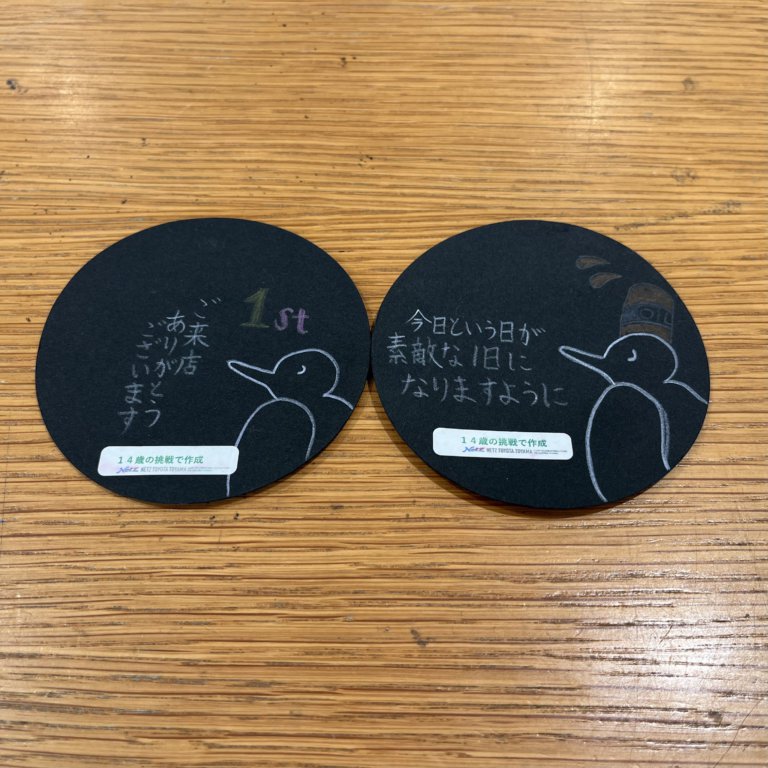 1st
ご来店
ありがとう
ございます
14歳の挑戦で作成
Netz NETZ TOYOTA TOYAMA
OIL
今日という日が
素敵な1日に
なりますように
14歳の挑戦で作成
Netz NETZ TOYOTA TOYAMA